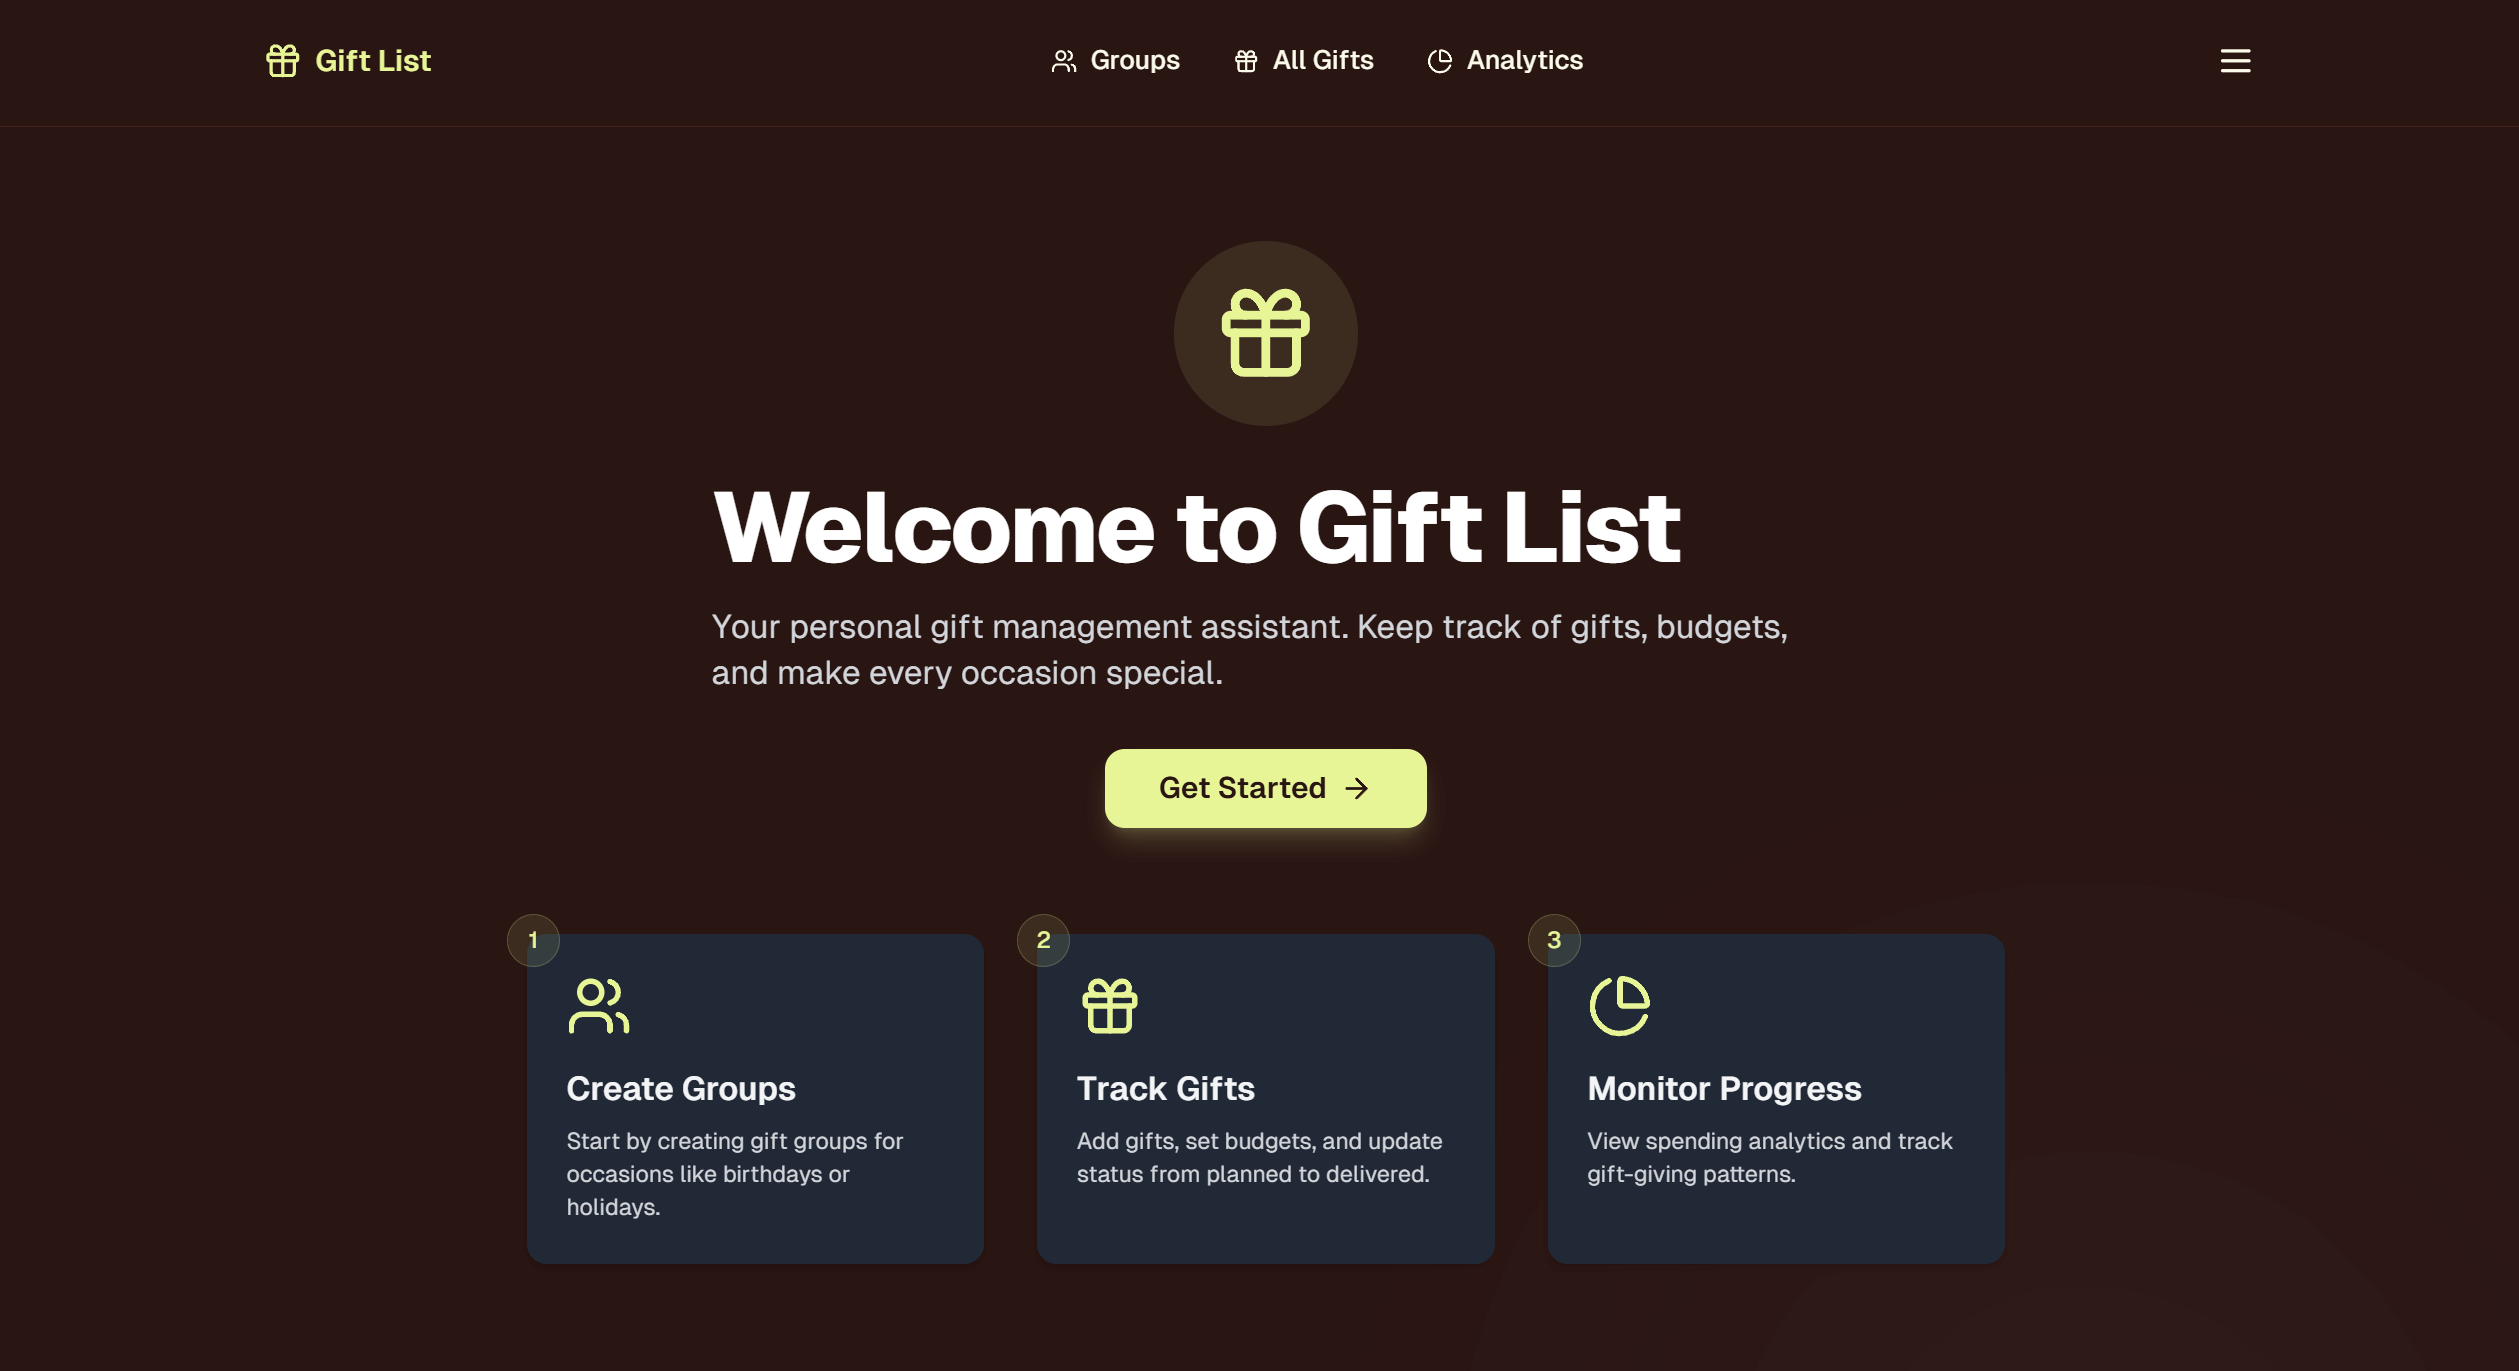 Gift List
Groups
All Gifts
Analytics
Welcome to Gift List
Your personal gift management assistant. Keep track of gifts, budgets,
and make every occasion special.
Get Started
1
Create Groups
Start by creating gift groups for
occasions like birthdays or
holidays.
2
Track Gifts
Add gifts, set budgets, and update
status from planned to delivered.
3
Monitor Progress
View spending analytics and track
gift-giving patterns.